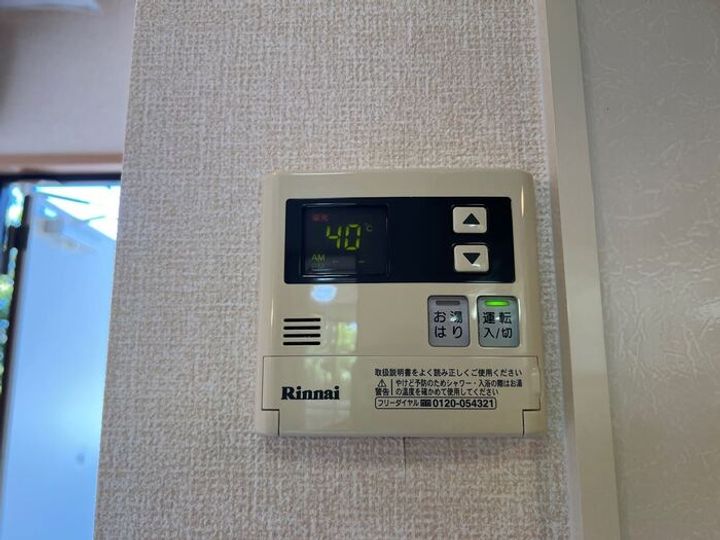 優先
40℃
AM
▲
▼
お湯
はり
運転
入/切
取扱説明書をよく読み正しくご使用ください
警告 やけど予防のためシャワー・入浴の際はお湯
の温度を確かめて使用してください
フリーダイヤル 0120-054321
Rinnai